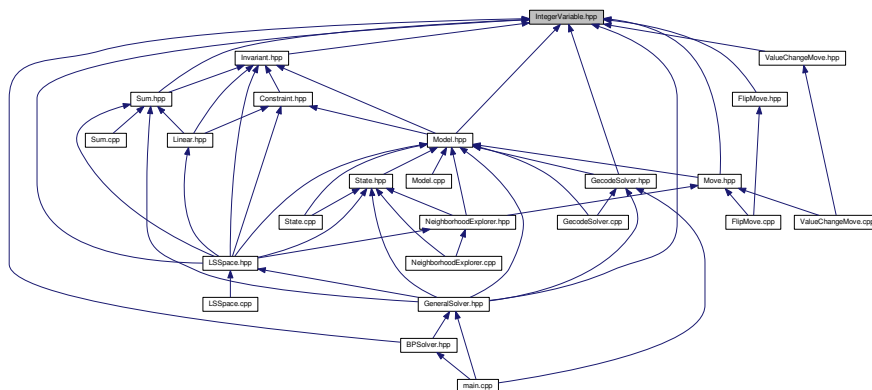 IntegerVariable.hpp
Invariant.hpp
ValueChangeMove.hpp
Sum.hpp
Constraint.hpp
FlipMove.hpp
Sum.cpp
Linear.hpp
Model.hpp
State.hpp
Model.cpp
GecodeSolver.hpp
Move.hpp
State.cpp
NeighborhoodExplorer.hpp
GecodeSolver.cpp
FlipMove.cpp
ValueChangeMove.cpp
LSSpace.hpp
NeighborhoodExplorer.cpp
LSSpace.cpp
GeneralSolver.hpp
BPSolver.hpp
main.cpp